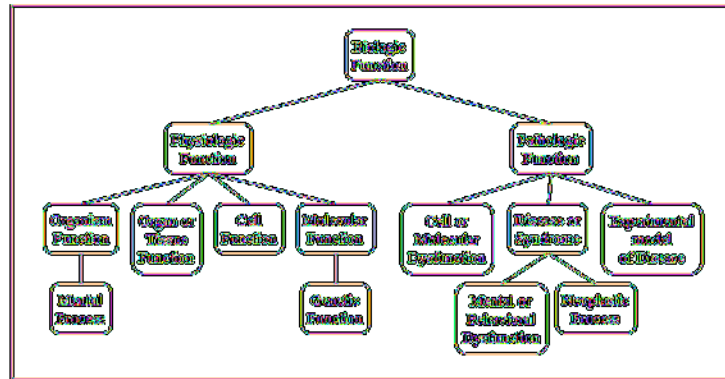 Biologic
Function
Physiologic
Function
Pathologic
Function
Organism
Function
Organ or
Tissue
Function
Cell
Function
Molecular
Function
Cell or
Molecular
Dysfunction
Disease or
Syndrome
Experimental
model
of Disease
Mental
Process
Genetic
Function
Mental or
Behavioral
Dysfunction
Neoplastic
Process